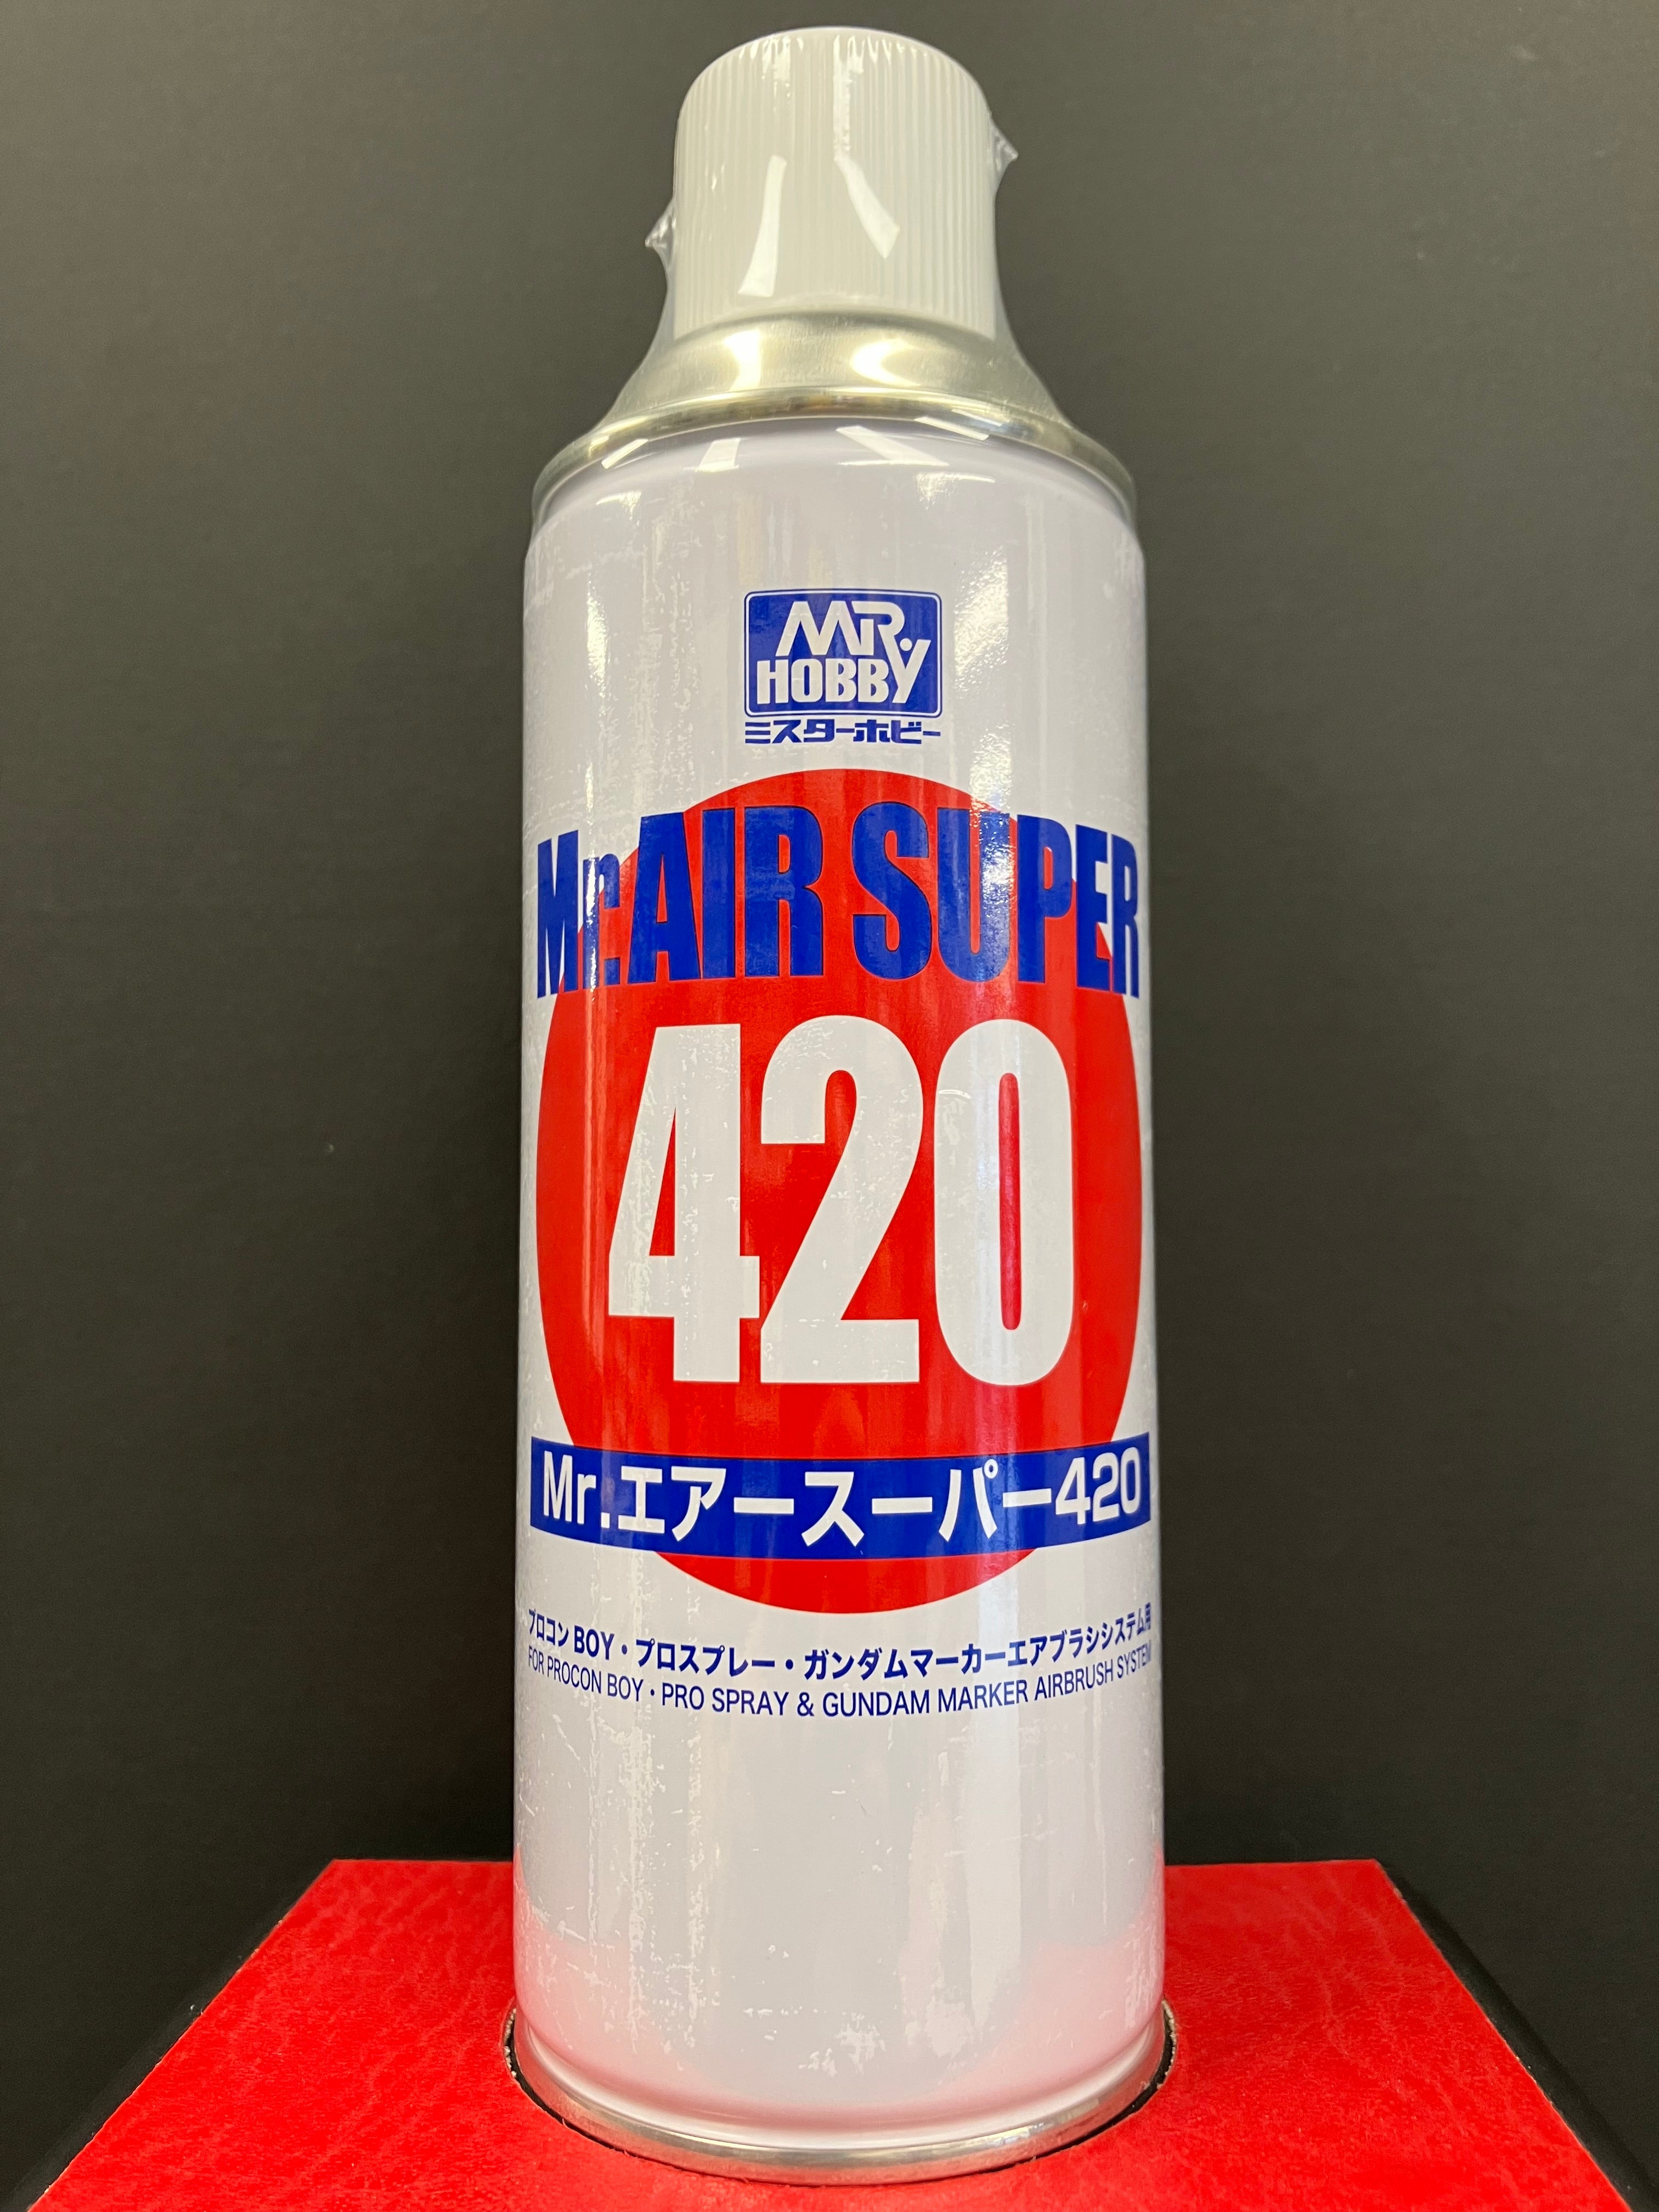 MR.
HOBBY
ミスターホビー
Mr.AIR SUPER
420
Mr.エアースーパー420
プロコンBOY・プロスプレー・ガンダムマーカーエアブラシシステム用
FOR PROCON BOY・PRO SPRAY & GUNDAM MARKER AIRBRUSH SYSTEM